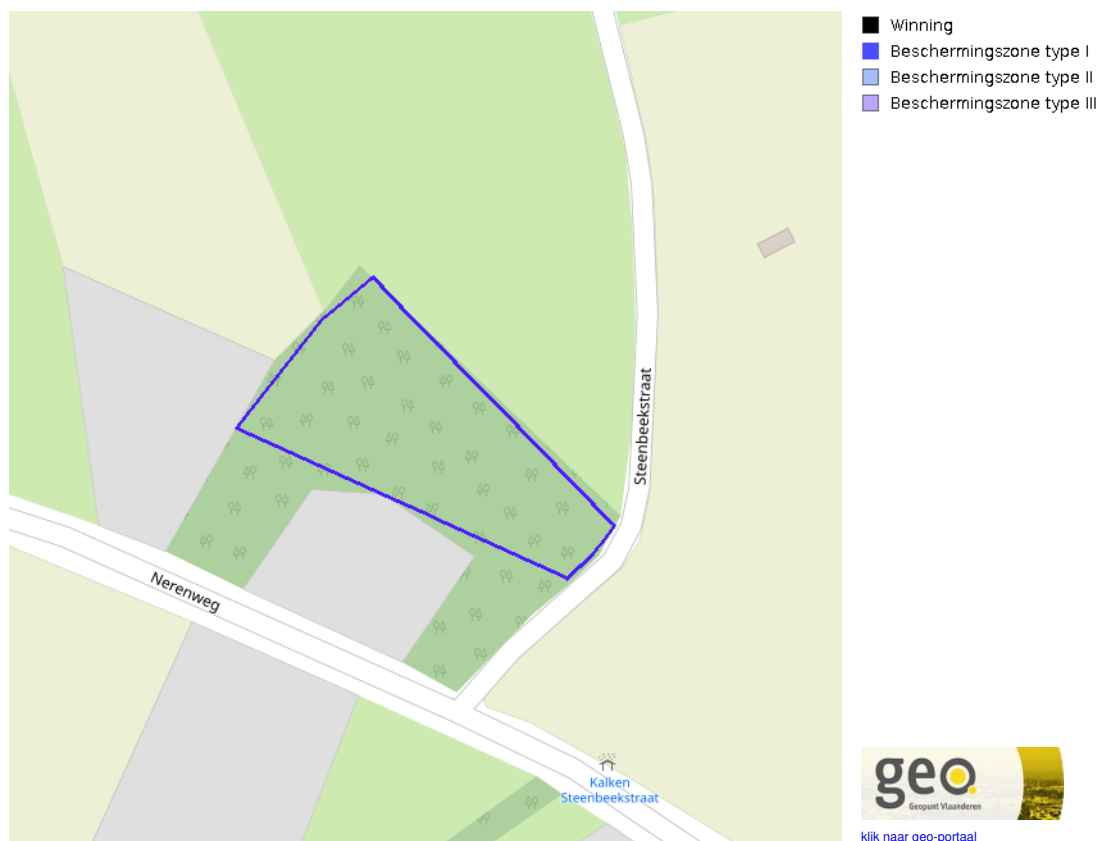 Winning
Beschermingszone type I
Beschermingszone type II
Beschermingszone type III
Steenbeekstraat
Nerenweg
Kalken
Steenbeekstraat
geo
Geopunt Vlaanderen
klik naar geo-portaal